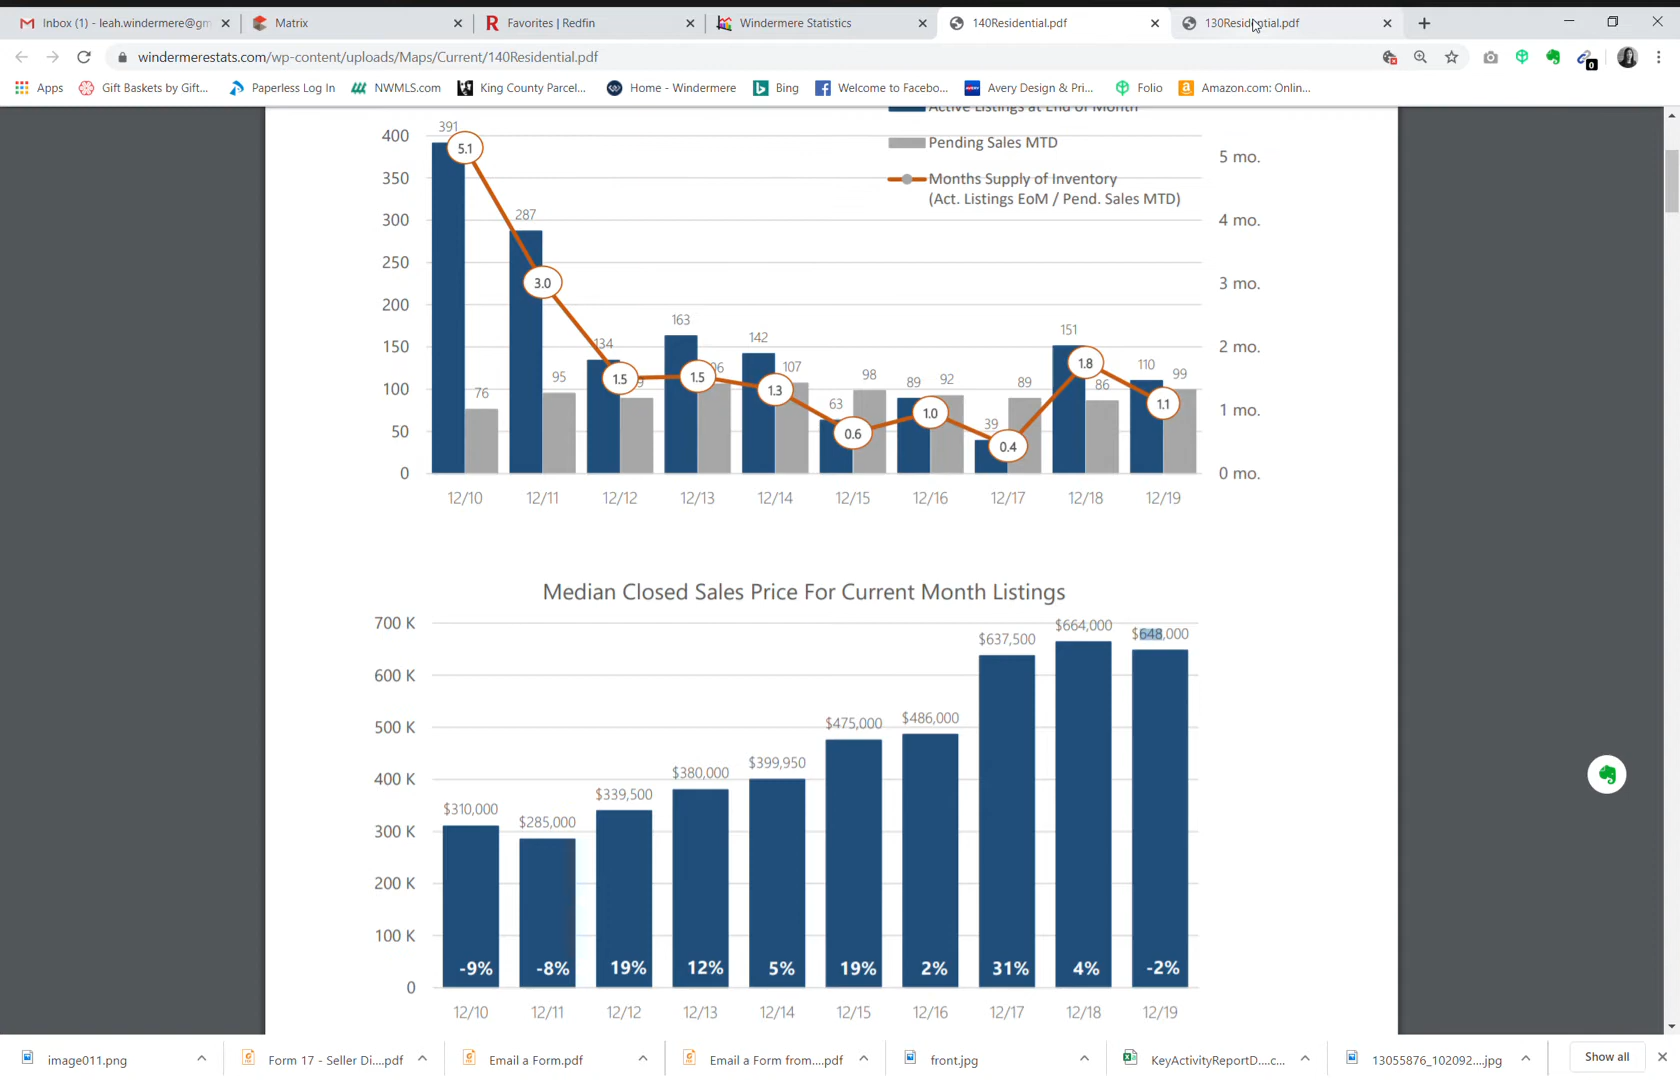 Inbox (1) - leah.windermere@gm
Matrix
Favorites | Redfin
Windermere Statistics
140Residential.pdf
130Residential.pdf
windermerestats.com/wp-content/uploads/Maps/Current/140Residential.pdf
Apps
Gift Baskets by Gift...
Paperless Log In
NWMLS.com
King County Parcel...
Home - Windermere
Bing
Welcome to Facebo...
Avery Design & Pri...
Folio
Amazon.com: Onlin...
Active Listings at End of Month
Pending Sales MTD
Months Supply of Inventory
(Act. Listings EoM / Pend. Sales MTD)
400
350
300
250
200
150
100
50
0
5 mo.
4 mo.
3 mo.
2 mo.
1 mo.
0 mo.
391
287
134
163
142
63
89
39
151
110
76
95
107
98
92
89
86
99
5.1
3.0
1.5
1.5
1.3
0.6
1.0
0.4
1.8
1.1
12/10 12/11 12/12 12/13 12/14 12/15 12/16 12/17 12/18 12/19
Median Closed Sales Price For Current Month Listings
700 K
600 K
500 K
400 K
300 K
200 K
100 K
0
$310,000
$285,000
$339,500
$380,000
$399,950
$475,000
$486,000
$637,500
$664,000
$648,000
-9% -8% 19% 12% 5% 19% 2% 31% 4% -2%
12/10 12/11 12/12 12/13 12/14 12/15 12/16 12/17 12/18 12/19
image011.png
Form 17 - Seller Di....pdf
Email a Form.pdf
Email a Form from....pdf
front.jpg
KeyActivityReportD....c...
13055876_102092....jpg
Show all